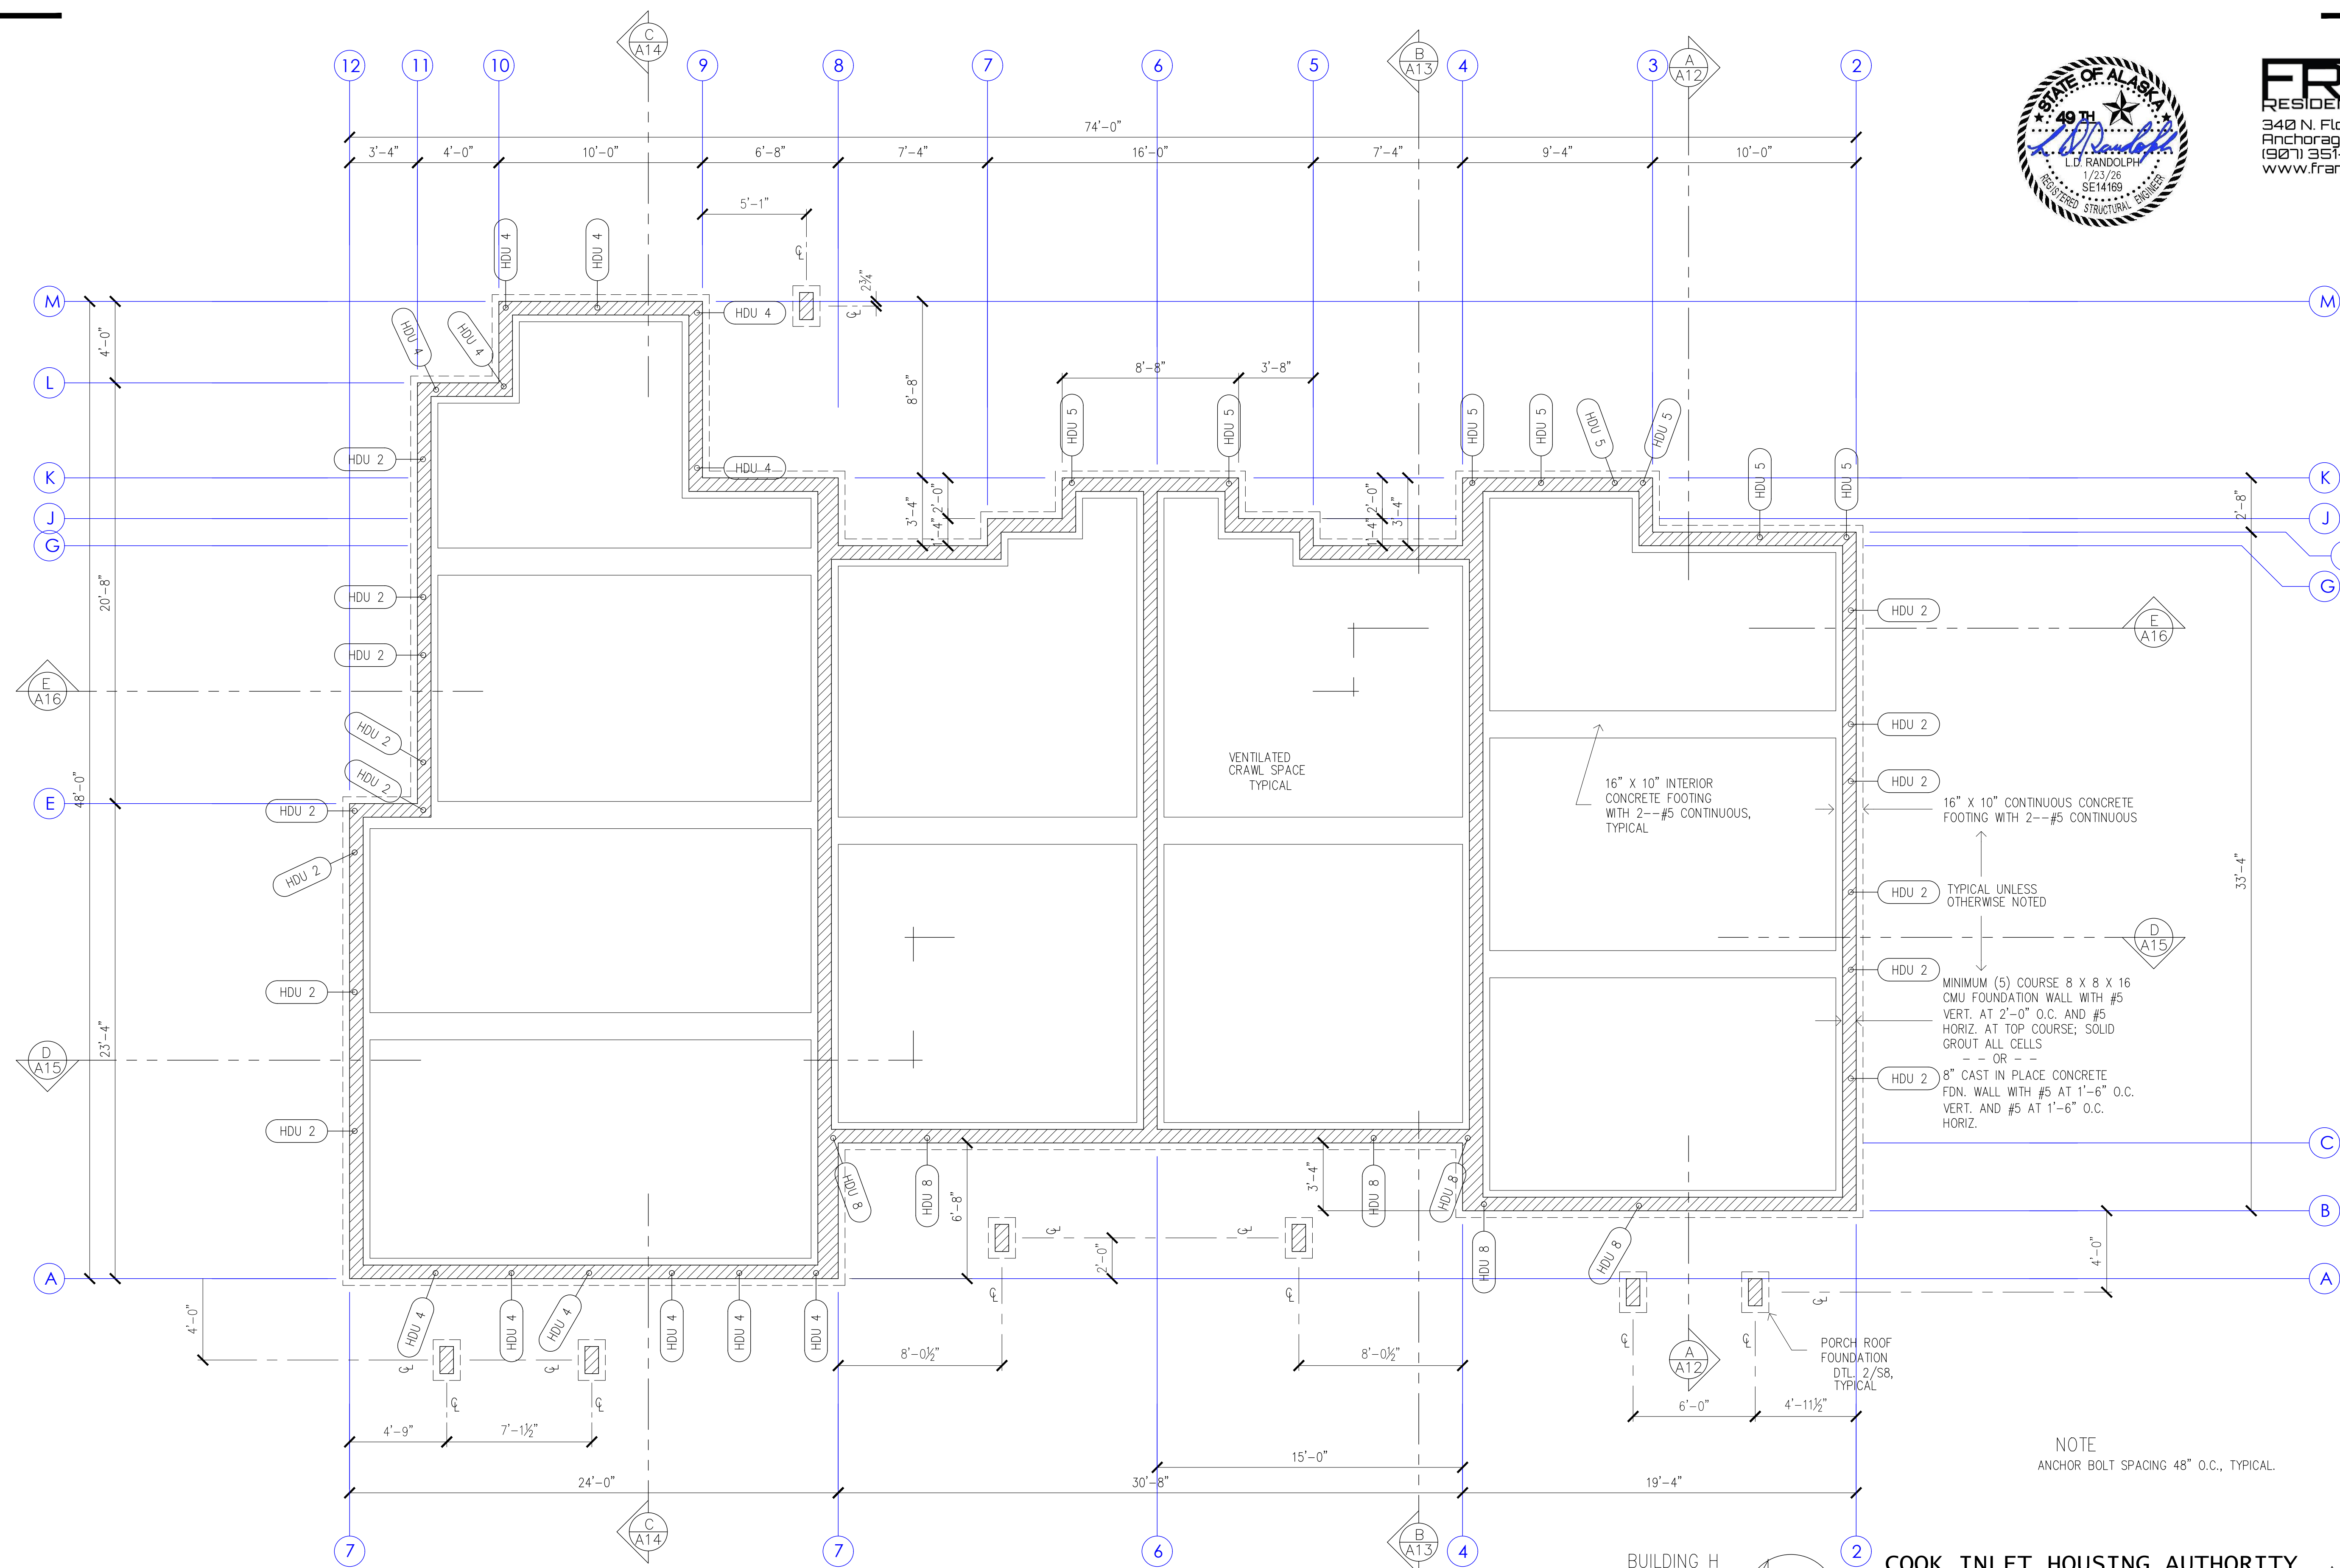 C
A14
B
A13
A
A12
12
11
10
9
8
7
6
5
4
3
2
74'-0"
3'-4"
4'-0"
10'-0"
6'-8"
7'-4"
16'-0"
7'-4"
9'-4"
10'-0"
5'-1"
STATE OF ALASKA
49TH
L.D. RANDOLPH
1/23/26
SE14169
REGISTERED STRUCTURAL ENGINEER
340 N. Flo
Anchorag
(907) 351-
www.fra
HDU 4
HDU 4
HDU 4
HDU 4
HDU 4
HDU 4
2¾"
M
M
4'-0"
L
8'-8"
8'-8"
3'-8"
HDU 5
HDU 5
HDU 5
HDU 5
HDU 5
HDU 5
HDU 5
HDU 5
HDU 2
K
K
J
J
G
G
3'-4"
2'-0"
1'-4"
2'-0"
1'-4"
3'-4"
2'-8"
20'-8"
48'-0"
HDU 2
HDU 2
HDU 2
HDU 2
HDU 2
HDU 2
HDU 2
HDU 2
E
A16
E
A16
E
VENTILATED
CRAWL SPACE
TYPICAL
16" X 10" INTERIOR
CONCRETE FOOTING
WITH 2--#5 CONTINUOUS,
TYPICAL
HDU 2
HDU 2
HDU 2
HDU 2
HDU 2
HDU 2
16" X 10" CONTINUOUS CONCRETE
FOOTING WITH 2--#5 CONTINUOUS
TYPICAL UNLESS
OTHERWISE NOTED
33'-4"
D
A15
D
A15
23'-4"
MINIMUM (5) COURSE 8 X 8 X 16
CMU FOUNDATION WALL WITH #5
VERT. AT 2'-0" O.C. AND #5
HORIZ. AT TOP COURSE; SOLID
GROUT ALL CELLS
- - OR - -
8" CAST IN PLACE CONCRETE
FDN. WALL WITH #5 AT 1'-6" O.C.
VERT. AND #5 AT 1'-6" O.C.
HORIZ.
C
B
A
A
HDU 8
HDU 8
HDU 8
HDU 8
HDU 8
HDU 8
6'-8"
3'-4"
2'-0"
4'-0"
4'-0"
HDU 4
HDU 4
HDU 4
HDU 4
HDU 4
HDU 4
8'-0½"
8'-0½"
A
A12
PORCH ROOF
FOUNDATION
DTL. 2/S8,
TYPICAL
6'-0"
4'-11½"
4'-9"
7'-1½"
15'-0"
24'-0"
30'-8"
19'-4"
NOTE
ANCHOR BOLT SPACING 48" O.C., TYPICAL.
C
A14
B
A13
7
7
6
4
2
BUILDING H
COOK INLET HOUSING AUTHORITY